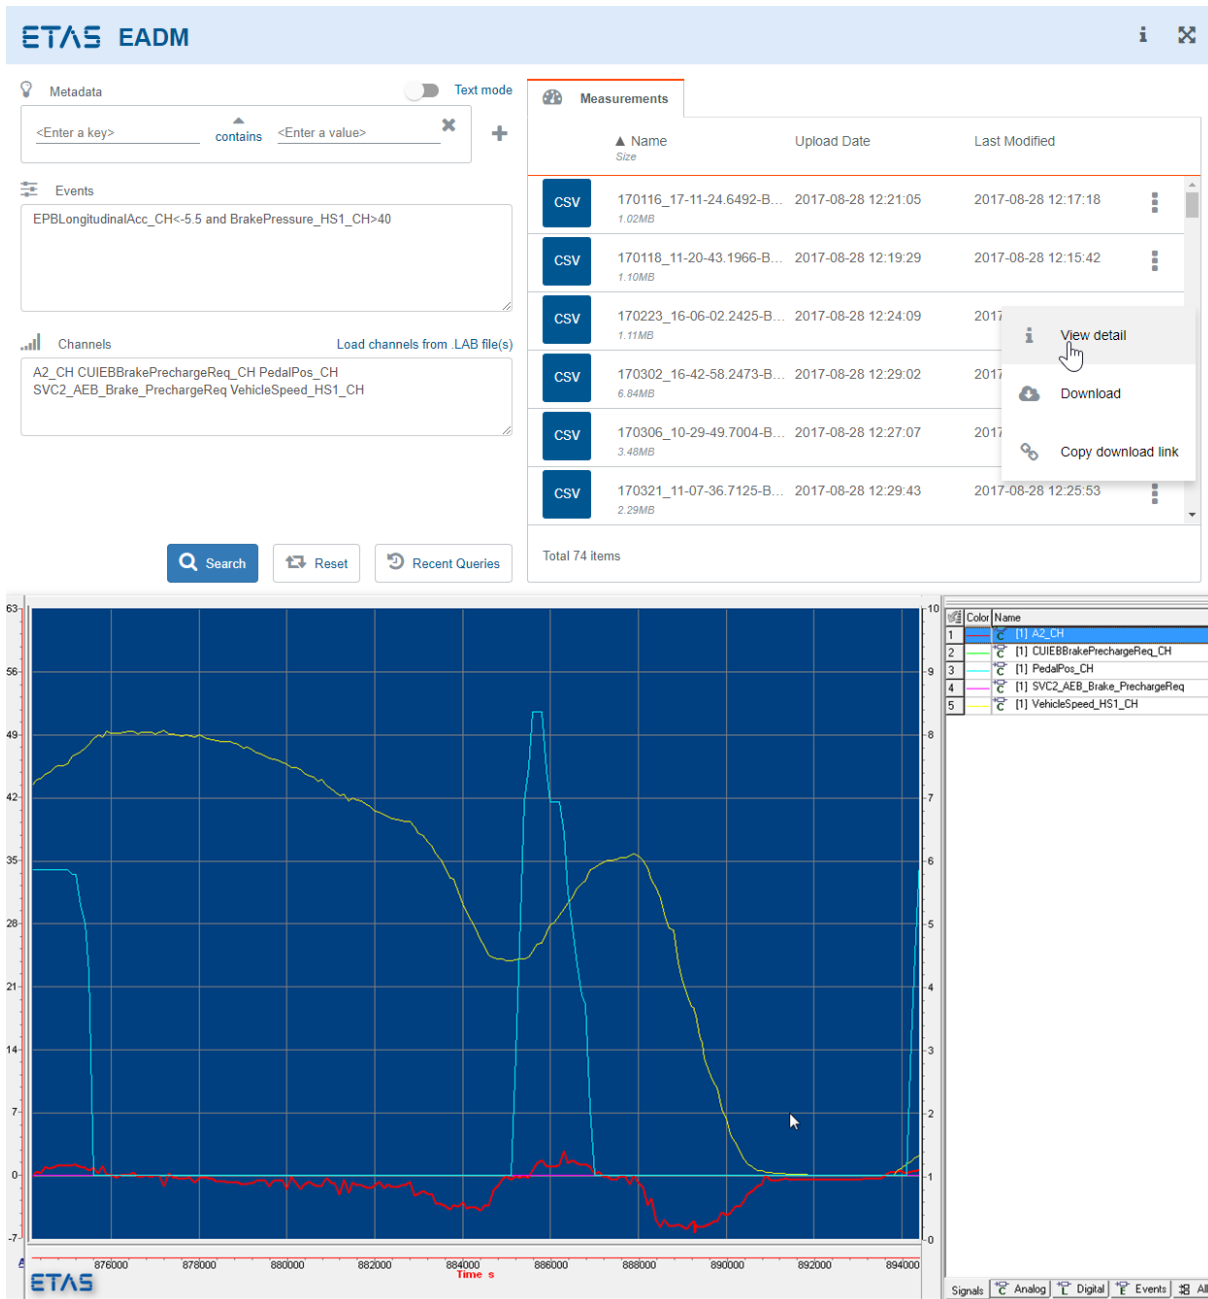 ETAS EADM
Metadata
Text mode
<Enter a key>
contains
<Enter a value>
Events
EPBLongitudinalAcc_CH<-5.5 and BrakePressure_HS1_CH>40
Channels
Load channels from .LAB file(s)
A2_CH CUIEBBrakePrechargeReq_CH PedalPos_CH
SVC2_AEB_Brake_PrechargeReq VehicleSpeed_HS1_CH
Search
Reset
Recent Queries
Measurements
▲ Name
Upload Date
Last Modified
Size
CSV
170116_17-11-24.6492-B...
2017-08-28 12:21:05
2017-08-28 12:17:18
1.02MB
CSV
170118_11-20-43.1966-B...
2017-08-28 12:19:29
2017-08-28 12:15:42
1.10MB
CSV
170223_16-06-02.2425-B...
2017-08-28 12:24:09
2017
1.11MB
CSV
170302_16-42-58.2473-B...
2017-08-28 12:29:02
2017
6.84MB
CSV
170306_10-29-49.7004-B...
2017-08-28 12:27:07
2017
3.48MB
CSV
170321_11-07-36.7125-B...
2017-08-28 12:29:43
2017-08-28 12:25:53
2.29MB
View detail
Download
Copy download link
Total 74 items
63
56
49
42
35
28
21
14
7
0
-7
10
9
8
7
6
5
4
3
2
1
0
876000
878000
880000
882000
884000
886000
888000
890000
892000
894000
Time s
ETAS
Color Name
1 [1] A2_CH
2 [1] CUIEBBrakePrechargeReq_CH
3 [1] PedalPos_CH
4 [1] SVC2_AEB_Brake_PrechargeReq
5 [1] VehicleSpeed_HS1_CH
Signals
Analog
Digital
Events